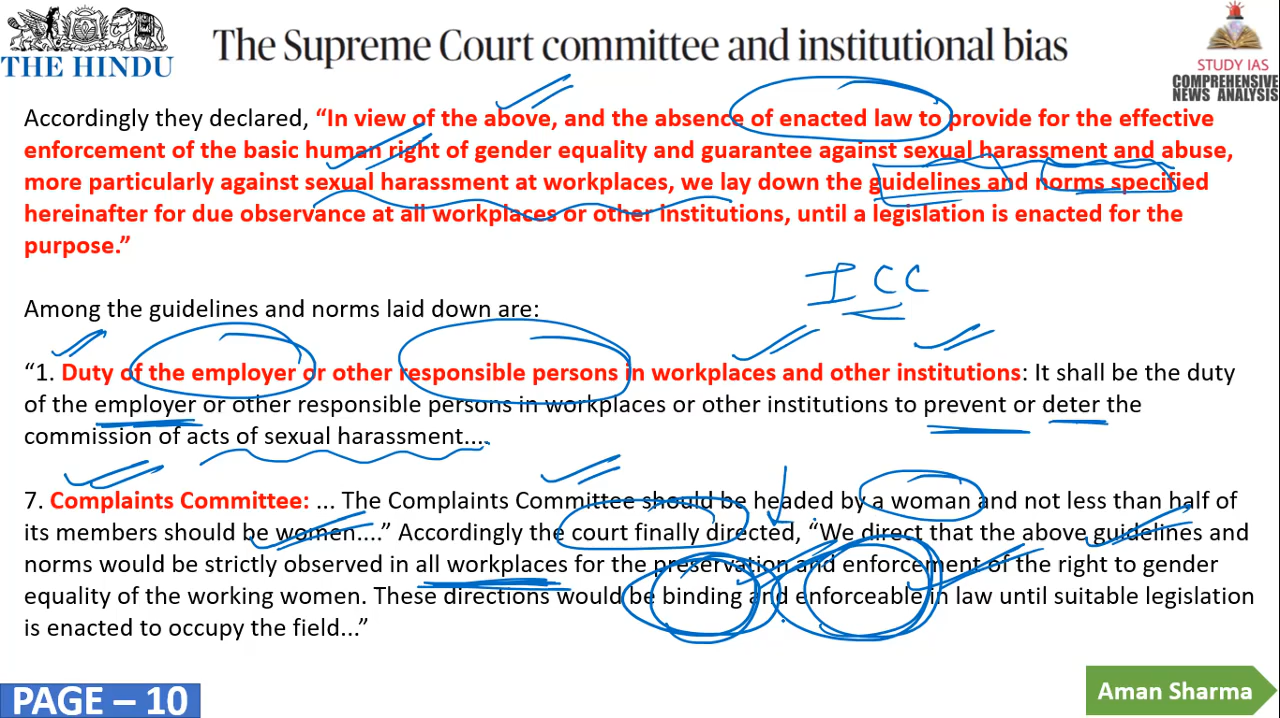 THE HINDU
The Supreme Court committee and institutional bias
STUDY IAS
COMPREHENSIVE
NEWS ANALYSIS
Accordingly they declared, “In view of the above, and the absence of enacted law to provide for the effective
enforcement of the basic human right of gender equality and guarantee against sexual harassment and abuse,
more particularly against sexual harassment at workplaces, we lay down the guidelines and norms specified
hereinafter for due observance at all workplaces or other institutions, until a legislation is enacted for the
purpose.”
ICC
Among the guidelines and norms laid down are:
“1. Duty of the employer or other responsible persons in workplaces and other institutions: It shall be the duty
of the employer or other responsible persons in workplaces or other institutions to prevent or deter the
commission of acts of sexual harassment....
7. Complaints Committee: ... The Complaints Committee should be headed by a woman and not less than half of
its members should be women....” Accordingly the court finally directed, “We direct that the above guidelines and
norms would be strictly observed in all workplaces for the preservation and enforcement of the right to gender
equality of the working women. These directions would be binding and enforceable in law until suitable legislation
is enacted to occupy the field...”
PAGE – 10
Aman Sharma